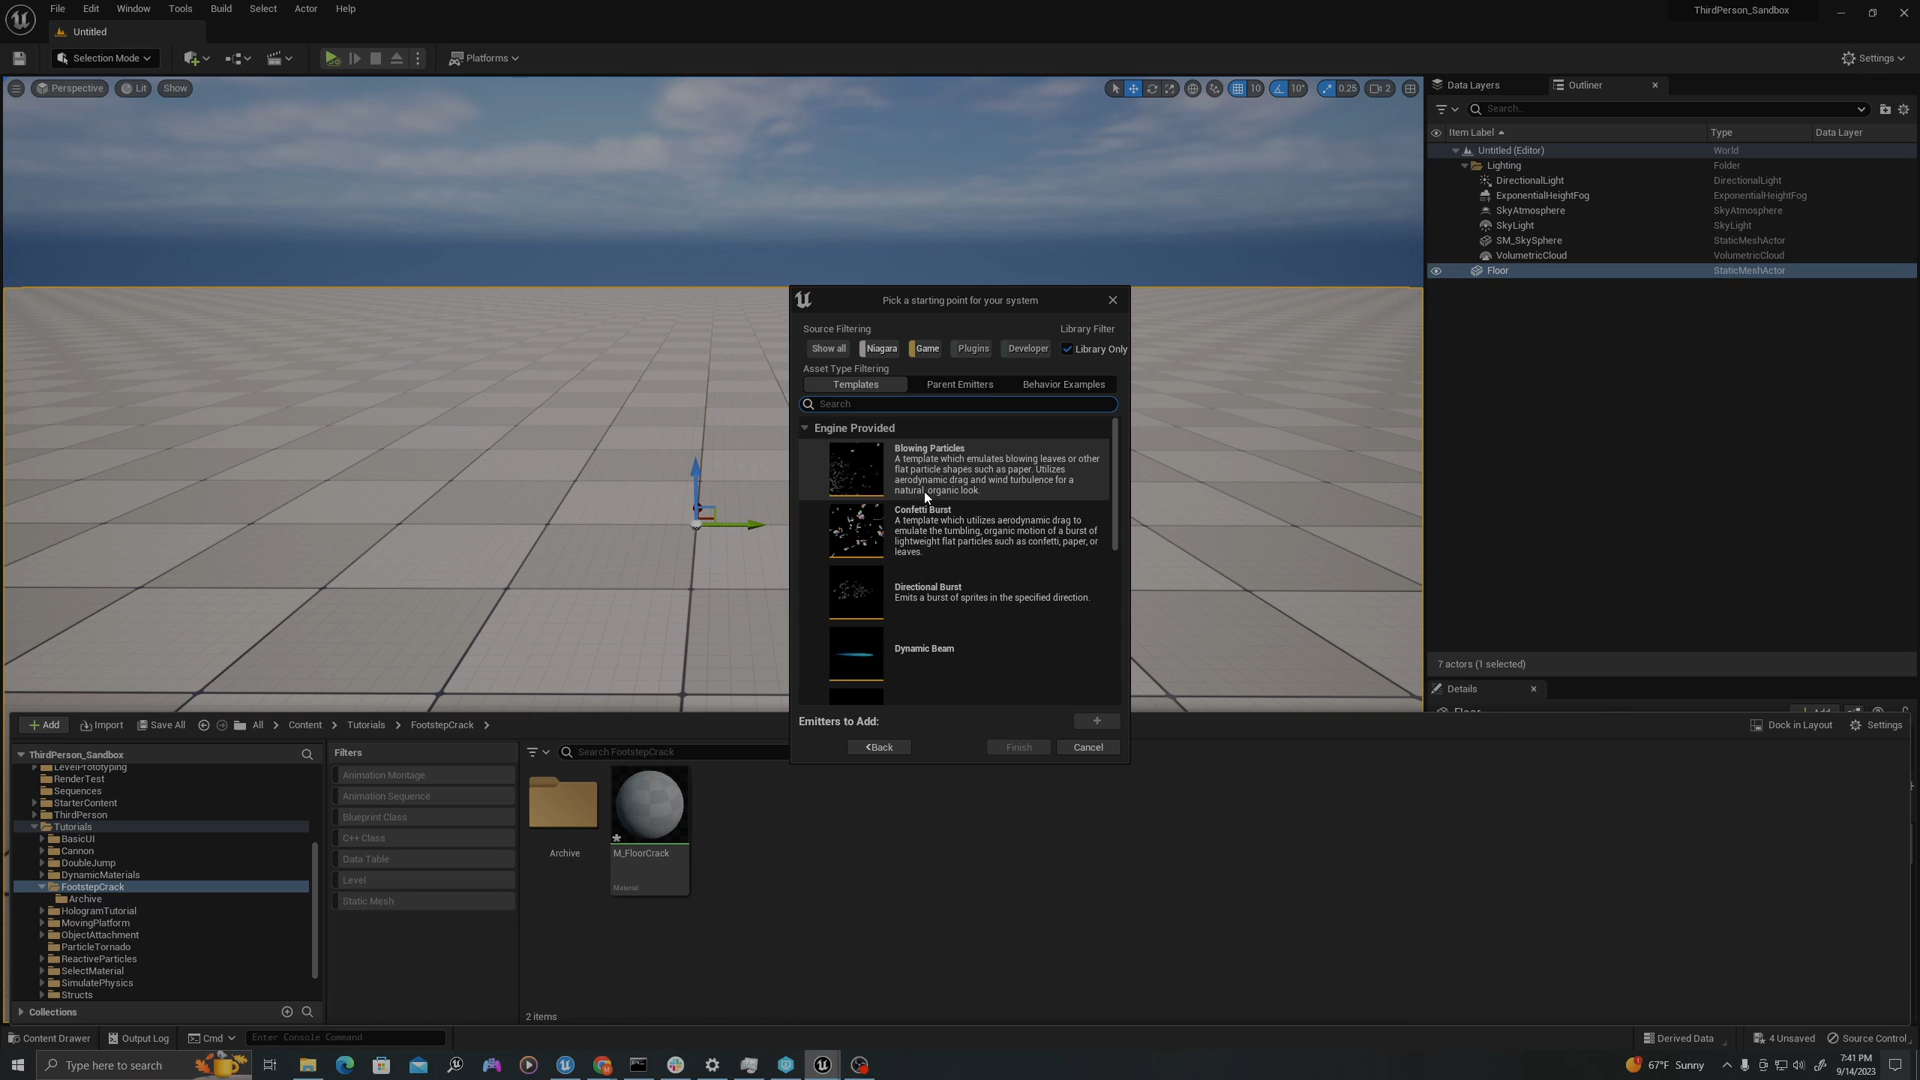 File Edit Window Tools Build Select Actor Help
ThirdPerson_Sandbox
Untitled
Selection Mode
Platforms
Settings
Perspective
Lit
Show
10
10°
0.25
2
Data Layers
Outliner
Search...
Item Label
Type
Data Layer
Untitled (Editor) World
Lighting Folder
DirectionalLight DirectionalLight
ExponentialHeightFog ExponentialHeightFog
SkyAtmosphere SkyAtmosphere
SkyLight SkyLight
SM_SkySphere StaticMeshActor
VolumetricCloud VolumetricCloud
Floor StaticMeshActor
7 actors (1 selected)
Details
Pick a starting point for your system
Source Filtering
Library Filter
Show all
Niagara
Game
Plugins
Developer
Library Only
Asset Type Filtering
Templates
Parent Emitters
Behavior Examples
Search
Engine Provided
Blowing Particles
A template which emulates blowing leaves or other
flat particle shapes such as paper. Utilizes
aerodynamic drag and wind turbulence for a
natural, organic look.
Confetti Burst
A template which utilizes aerodynamic drag to
emulate the tumbling, organic motion of a burst of
lightweight flat particles such as confetti, paper, or
leaves.
Directional Burst
Emits a burst of sprites in the specified direction.
Dynamic Beam
Emitters to Add:
<Back
Finish
Cancel
Add
Import
Save All
All
Content
Tutorials
FootstepCrack
Dock in Layout
Settings
ThirdPerson_Sandbox
LevelPrototyping
RenderTest
Sequences
StarterContent
ThirdPerson
Tutorials
BasicUI
Cannon
DoubleJump
DynamicMaterials
FootstepCrack
Archive
HologramTutorial
MovingPlatform
ObjectAttachment
ParticleTornado
ReactiveParticles
SelectMaterial
SimulatePhysics
Structs
Collections
Filters
Animation Montage
Animation Sequence
Blueprint Class
C++ Class
Data Table
Level
Static Mesh
Search FootstepCrack
Archive
M_FloorCrack
Material
2 items
Content Drawer
Output Log
Cmd
Enter Console Command
Derived Data
4 Unsaved
Source Control
Type here to search
67°F Sunny
7:41 PM
9/14/2023